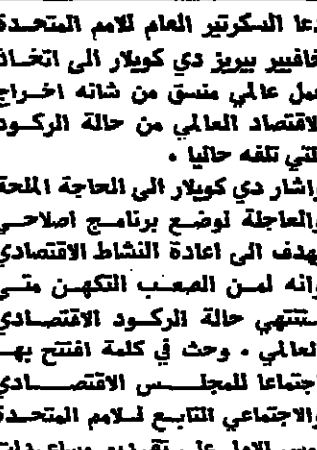 دعا السكرتير العام للامم المتحدة
خافيير بيريز دي كويلار الى اتخاذ
عمل عالمي منسق من شانه اخراج
الاقتصاد العالمي من حالة الركود
التي تلفه حاليا .
واشار دي كويلار الى الحاجة الملحة
والعاجلة لوضع برنامج اصلاحي
يهدف الى اعادة النشاط الاقتصادي
وانه لمن الصعب التكهن متى
ستنتهي حالة الركود الاقتصادي
العالمي . وحث في كلمة افتتح بها
اجتماعا للمجلس الاقتصادي
والاجتماعي التابع للامم المتحدة